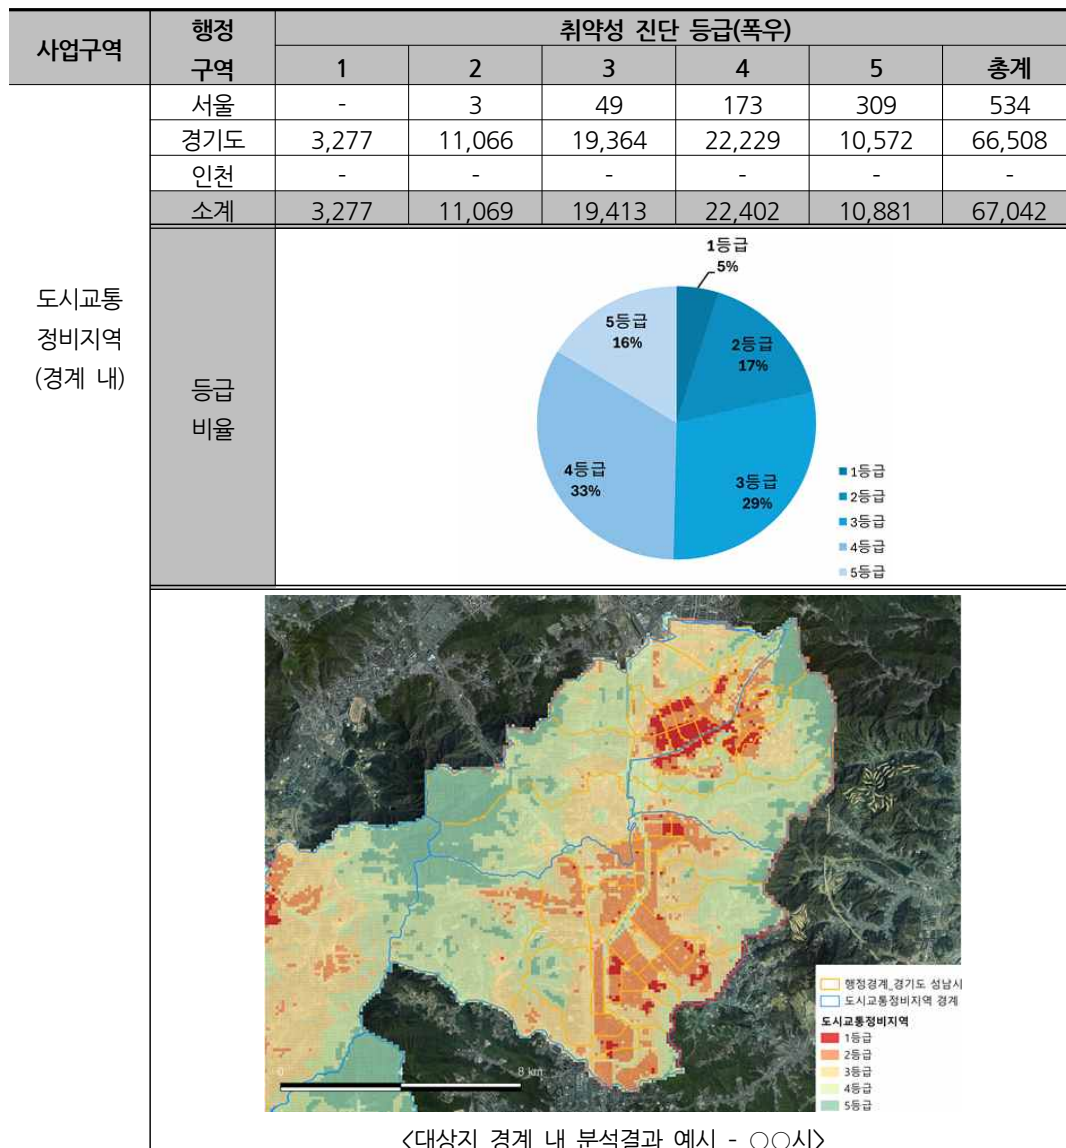 사업구역 행정 구역 취약성 진단 등급(폭우)
1 2 3 4 5 총계
도시교통
정비지역
(경계 내)
서울 - 3 49 173 309 534
경기도 3,277 11,066 19,364 22,229 10,572 66,508
인천 - - - - - -
소계 3,277 11,069 19,413 22,402 10,881 67,042
등급
비율
1등급
5%
2등급
17%
3등급
29%
4등급
33%
5등급
16%
1등급
2등급
3등급
4등급
5등급
0 8 km
행정경계_경기도 성남시
도시교통정비지역 경계
도시교통정비지역
1등급
2등급
3등급
4등급
5등급
<대상지 경계 내 분석결과 예시 - ○○시>